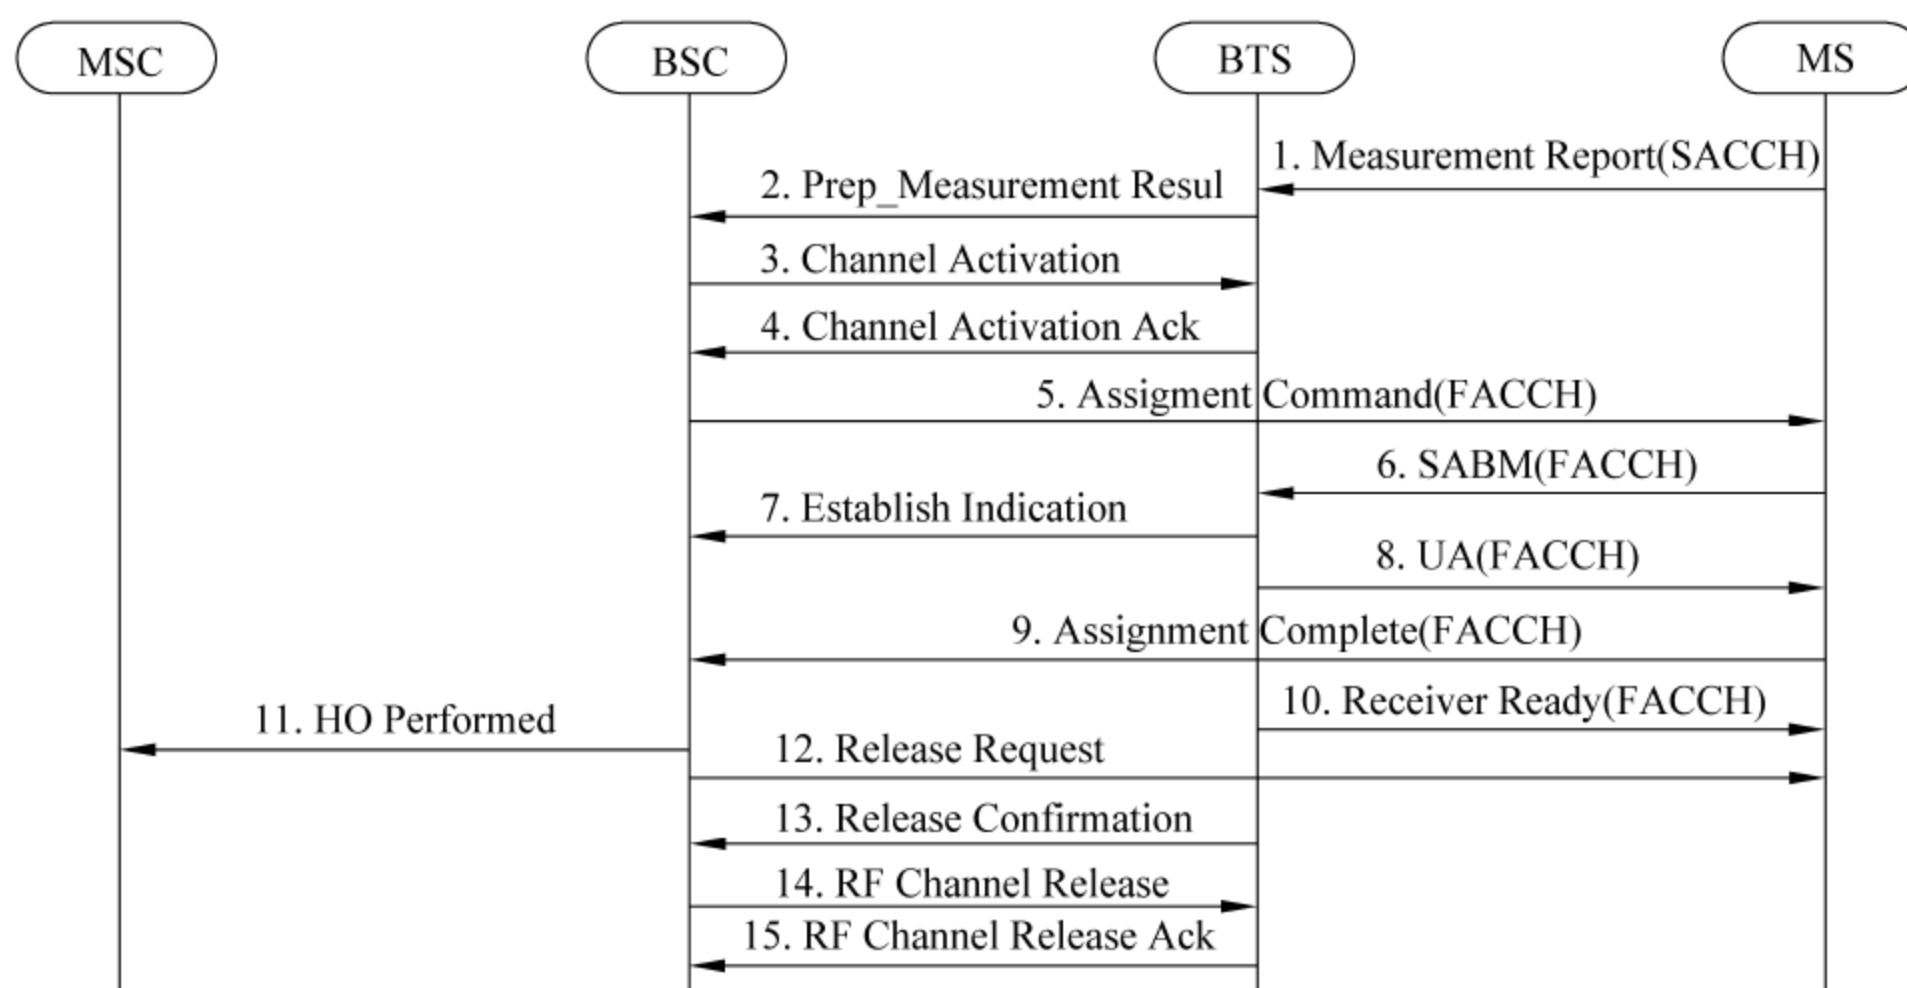 MSC
BSC
BTS
MS
1. Measurement Report(SACCH)
2. Prep_Measurement Resul
3. Channel Activation
4. Channel Activation Ack
5. Assigment Command(FACCH)
6. SABM(FACCH)
7. Establish Indication
8. UA(FACCH)
9. Assignment Complete(FACCH)
10. Receiver Ready(FACCH)
11. HO Performed
12. Release Request
13. Release Confirmation
14. RF Channel Release
15. RF Channel Release Ack